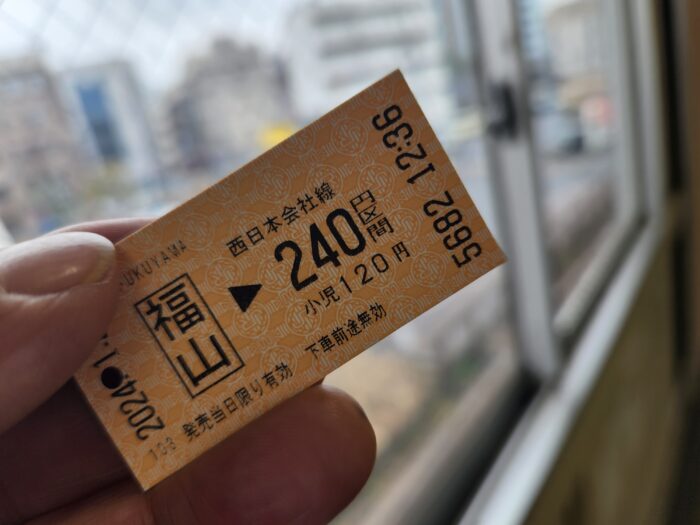 西日本会社線
福山 ▶ 240円区間
小児120円
発売当日限り有効 下車前途無効
5682 12:36